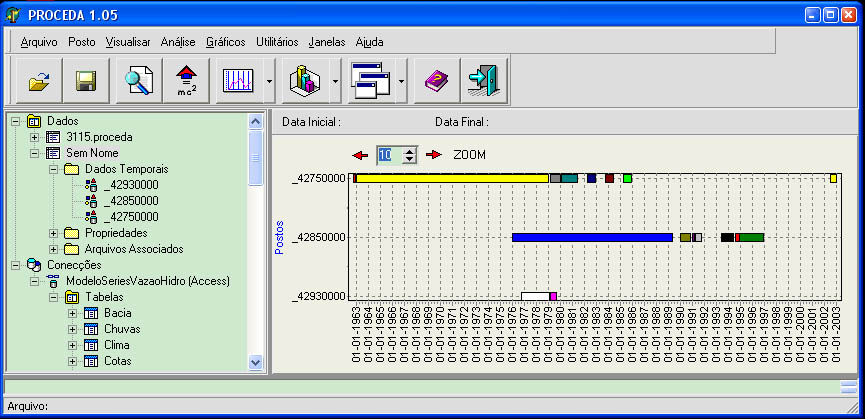 PROCEDA 1.05
Arquivo Posto Visualisar Análise Gráficos Utilitários Janelas Ajuda
mc²
Dados
3115.proceda
Sem Nome
Dados Temporais
_42930000
_42850000
_42750000
Propriedades
Arquivos Associados
Conecções
ModeloSeriesVazaoHidro (Access)
Tabelas
Bacia
Chuvas
Clima
Cotas
Data Inicial : Data Final :
10 ZOOM
Postos
_42750000
_42850000
_42930000
01-01-1963
01-01-1964
01-01-1965
01-01-1966
01-01-1967
01-01-1968
01-01-1969
01-01-1970
01-01-1971
01-01-1972
01-01-1973
01-01-1974
01-01-1975
01-01-1976
01-01-1977
01-01-1978
01-01-1979
01-01-1980
01-01-1981
01-01-1982
01-01-1983
01-01-1984
01-01-1985
01-01-1986
01-01-1987
01-01-1988
01-01-1989
01-01-1990
01-01-1991
01-01-1992
01-01-1993
01-01-1994
01-01-1995
01-01-1996
01-01-1997
01-01-1998
01-01-1999
01-01-2000
01-01-2001
01-01-2002
01-01-2003
Arquivo: